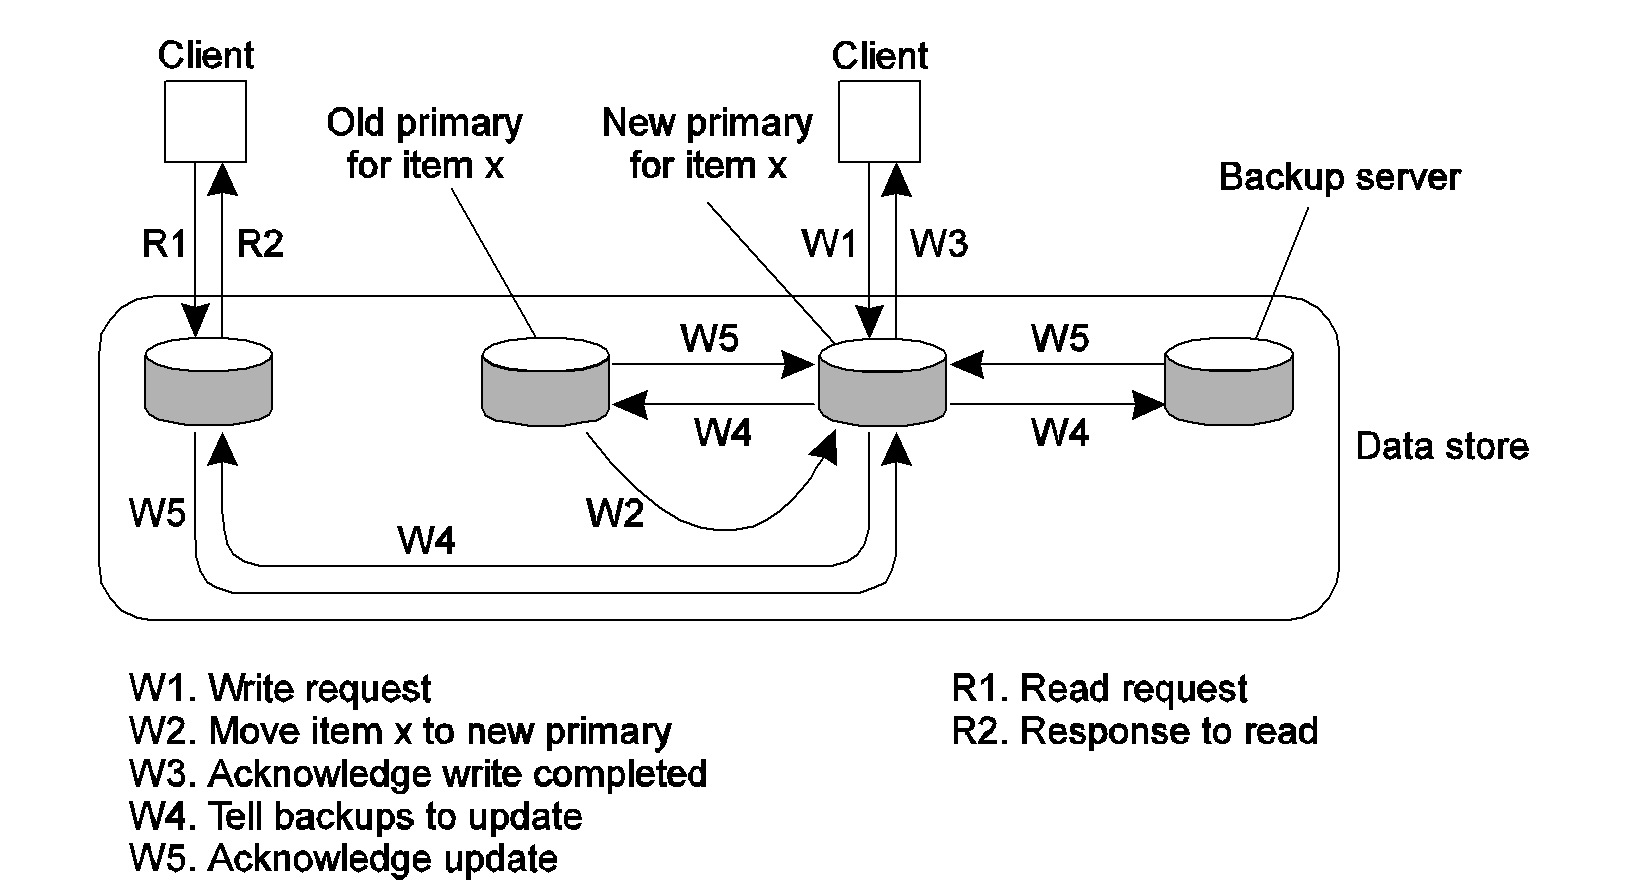 Client
Client
Old primary
for item x
New primary
for item x
Backup server
R1
R2
W1
W3
W5
W5
W4
W4
Data store
W5
W2
W4
W1. Write request
W2. Move item x to new primary
W3. Acknowledge write completed
W4. Tell backups to update
W5. Acknowledge update
R1. Read request
R2. Response to read